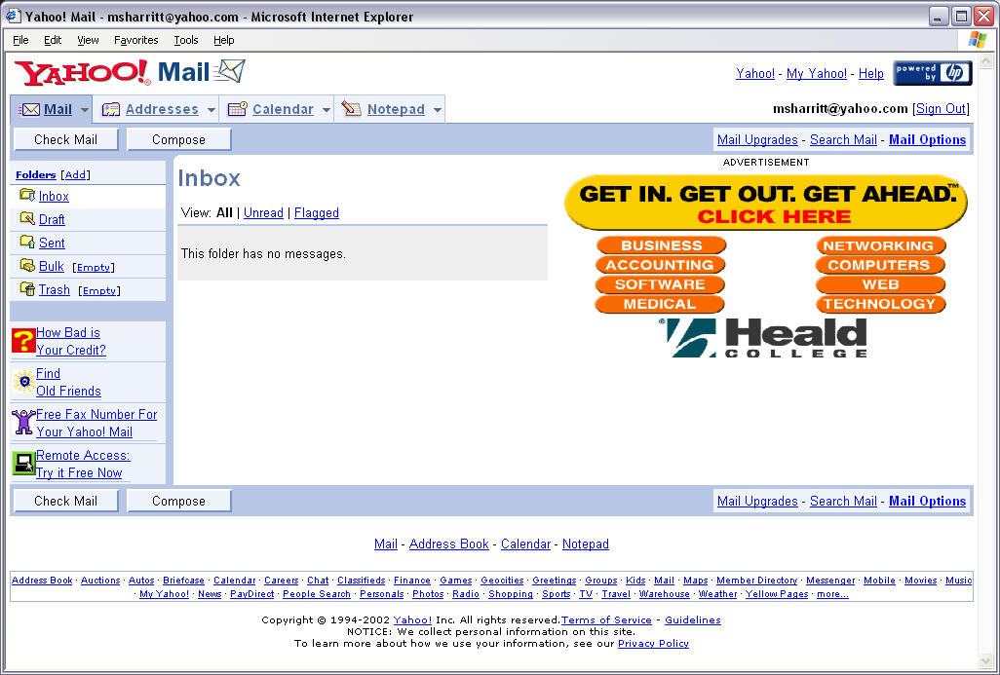 Yahoo! Mail - msharritt@yahoo.com - Microsoft Internet Explorer
File Edit View Favorites Tools Help
YAHOO! Mail
Yahoo! - My Yahoo! - Help
powered by hp
Mail Addresses Calendar Notepad
msharritt@yahoo.com [Sign Out]
Check Mail Compose
Mail Upgrades - Search Mail - Mail Options
Folders [Add]
Inbox
Draft
Sent
Bulk [Empty]
Trash [Empty]
How Bad is
Your Credit?
Find
Old Friends
Free Fax Number For
Your Yahoo! Mail
Remote Access:
Try it Free Now
Inbox
View: All | Unread | Flagged
This folder has no messages.
ADVERTISEMENT
GET IN. GET OUT. GET AHEAD.™
CLICK HERE
BUSINESS NETWORKING
ACCOUNTING COMPUTERS
SOFTWARE WEB
MEDICAL TECHNOLOGY
Heald
COLLEGE
Check Mail Compose
Mail Upgrades - Search Mail - Mail Options
Mail - Address Book - Calendar - Notepad
Address Book · Auctions · Autos · Briefcase · Calendar · Careers · Chat · Classifieds · Finance · Games · Geocities · Greetings · Groups · Kids · Mail · Maps · Member Directory · Messenger · Mobile · Movies · Music
· My Yahoo! · News · PayDirect · People Search · Personals · Photos · Radio · Shopping · Sports · TV · Travel · Warehouse · Weather · Yellow Pages · more...
Copyright © 1994-2002 Yahoo! Inc. All rights reserved.Terms of Service - Guidelines
NOTICE: We collect personal information on this site.
To learn more about how we use your information, see our Privacy Policy